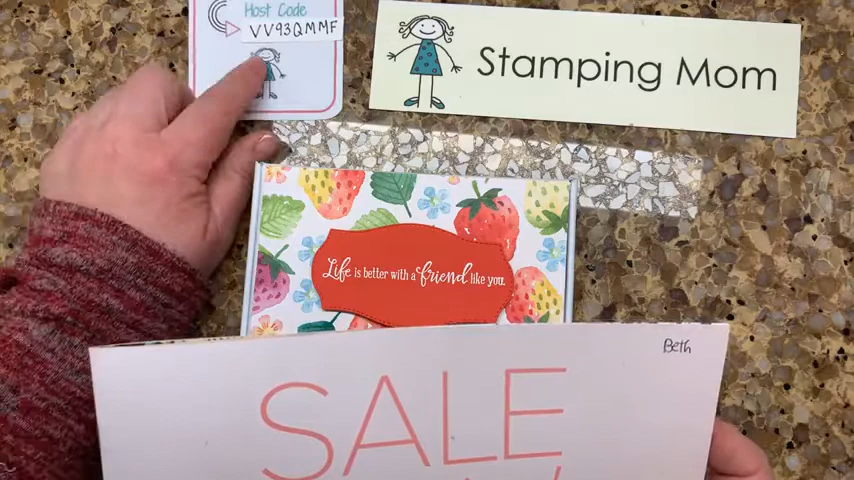 Host Code
VV93QMMF
Stamping Mom
Life is better with a friend like you.
Beth
SALE